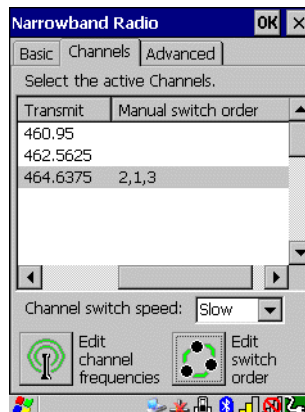 Narrowband Radio OK ×
Basic Channels Advanced
Select the active Channels.
Transmit Manual switch order
460.95
462.5625
464.6375 2,1,3
Channel switch speed: Slow
Edit channel frequencies
Edit switch order